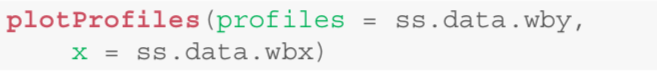 plotProfiles(profiles = ss.data.wby,
    x = ss.data.wbx)